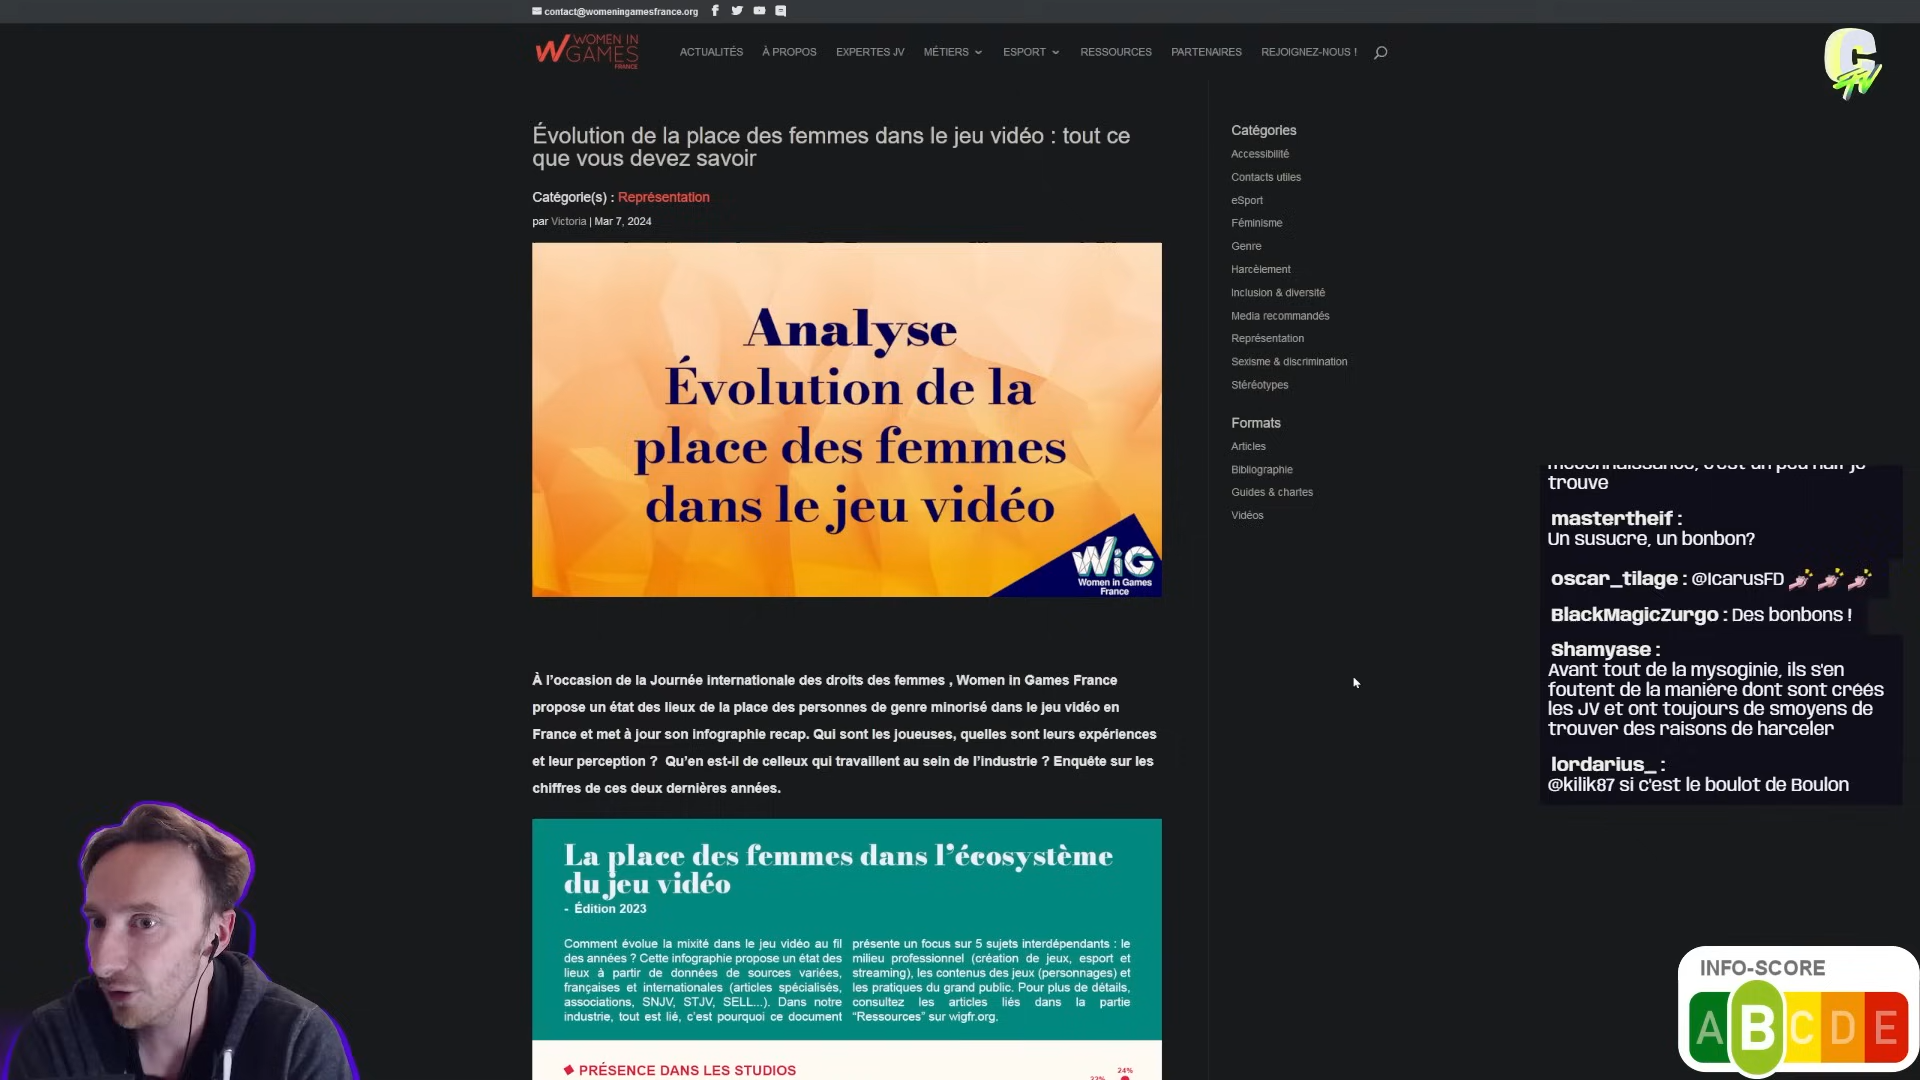 contact@womeningamesfrance.org
WOMEN IN
GAMES
FRANCE
ACTUALITÉS À PROPOS EXPERTES JV MÉTIERS ESPORT RESSOURCES PARTENAIRES REJOIGNEZ-NOUS !
Évolution de la place des femmes dans le jeu vidéo : tout ce
que vous devez savoir
Catégorie(s) : Représentation
par Victoria | Mar 7, 2024
Analyse
Évolution de la
place des femmes
dans le jeu vidéo
WiG
Women in Games
France
À l’occasion de la Journée internationale des droits des femmes , Women in Games France
propose un état des lieux de la place des personnes de genre minorisé dans le jeu vidéo en
France et met à jour son infographie recap. Qui sont les joueuses, quelles sont leurs expériences
et leur perception ? Qu’en est-il de celleux qui travaillent au sein de l’industrie ? Enquête sur les
chiffres de ces deux dernières années.
La place des femmes dans l’écosystème
du jeu vidéo
- Édition 2023
Comment évolue la mixité dans le jeu vidéo au fil
des années ? Cette infographie propose un état des
lieux à partir de données de sources variées,
françaises et internationales (articles spécialisés,
associations, SNJV, STJV, SELL...). Dans notre
industrie, tout est lié, c’est pourquoi ce document
présente un focus sur 5 sujets interdépendants : le
milieu professionnel (création de jeux, esport et
streaming), les contenus des jeux (personnages) et
les pratiques du grand public. Pour plus de détails,
consultez les articles liés dans la partie
“Ressources” sur wigfr.org.
PRÉSENCE DANS LES STUDIOS
24%
Catégories
Accessibilité
Contacts utiles
eSport
Féminisme
Genre
Harcèlement
Inclusion & diversité
Media recommandés
Représentation
Sexisme & discrimination
Stéréotypes
Formats
Articles
Bibliographie
Guides & chartes
Vidéos
trouve
mastertheif :
Un susucre, un bonbon?
oscar_tilage : @IcarusFD
BlackMagicZurgo : Des bonbons !
Shamyase :
Avant tout de la mysoginie, ils s'en
foutent de la manière dont sont créés
les JV et ont toujours de smoyens de
trouver des raisons de harceler
lordarius_ :
@kilik87 si c'est le boulot de Boulon
INFO-SCORE
A B C D E